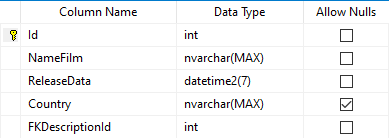 Column Name Data Type Allow Nulls
Id int
NameFilm nvarchar(MAX)
ReleaseData datetime2(7)
Country nvarchar(MAX)
FKDescriptionId int